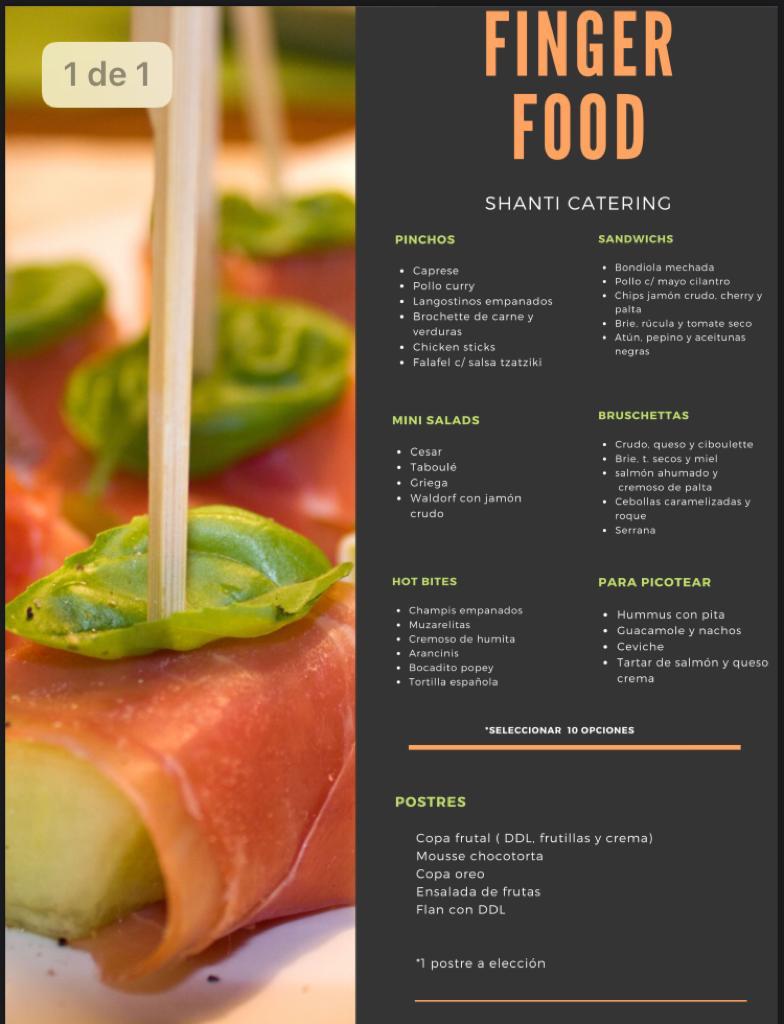 1 de 1
FINGER
FOOD
SHANTI CATERING
PINCHOS
Caprese
Pollo curry
Langostinos empanados
Brochette de carne y
verduras
Chicken sticks
Falafel c/ salsa tzatziki
SANDWICHS
Bondiola mechada
Pollo c/ mayo cilantro
Chips jamón crudo, cherry y
palta
Brie, rúcula y tomate seco
Atún, pepino y aceitunas
negras
MINI SALADS
Cesar
Taboulé
Griega
Waldorf con jamón
crudo
BRUSCHETTAS
Crudo, queso y ciboulette
Brie, t. secos y miel
salmón ahumado y
cremoso de palta
Cebollas caramelizadas y
roque
Serrana
HOT BITES
Champis empanados
Muzarelitas
Cremoso de humita
Arancinis
Bocadito popey
Tortilla española
PARA PICOTEAR
Hummus con pita
Guacamole y nachos
Ceviche
Tartar de salmón y queso
crema
*SELECCIONAR 10 OPCIONES
POSTRES
Copa frutal ( DDL, frutillas y crema)
Mousse chocotorta
Copa oreo
Ensalada de frutas
Flan con DDL
*1 postre a elección